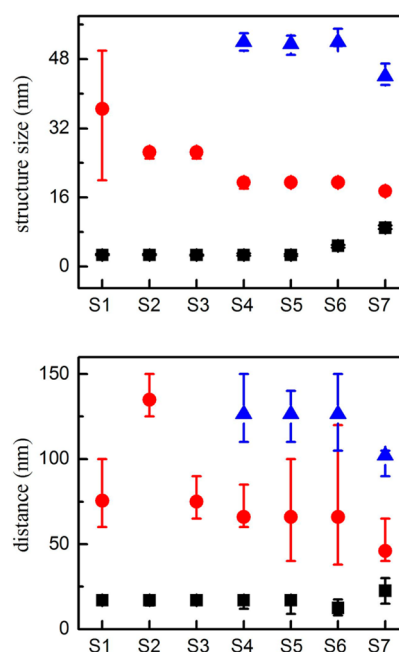 structure size (nm)
48
32
16
0
S1 S2 S3 S4 S5 S6 S7
distance (nm)
150
100
50
0
S1 S2 S3 S4 S5 S6 S7